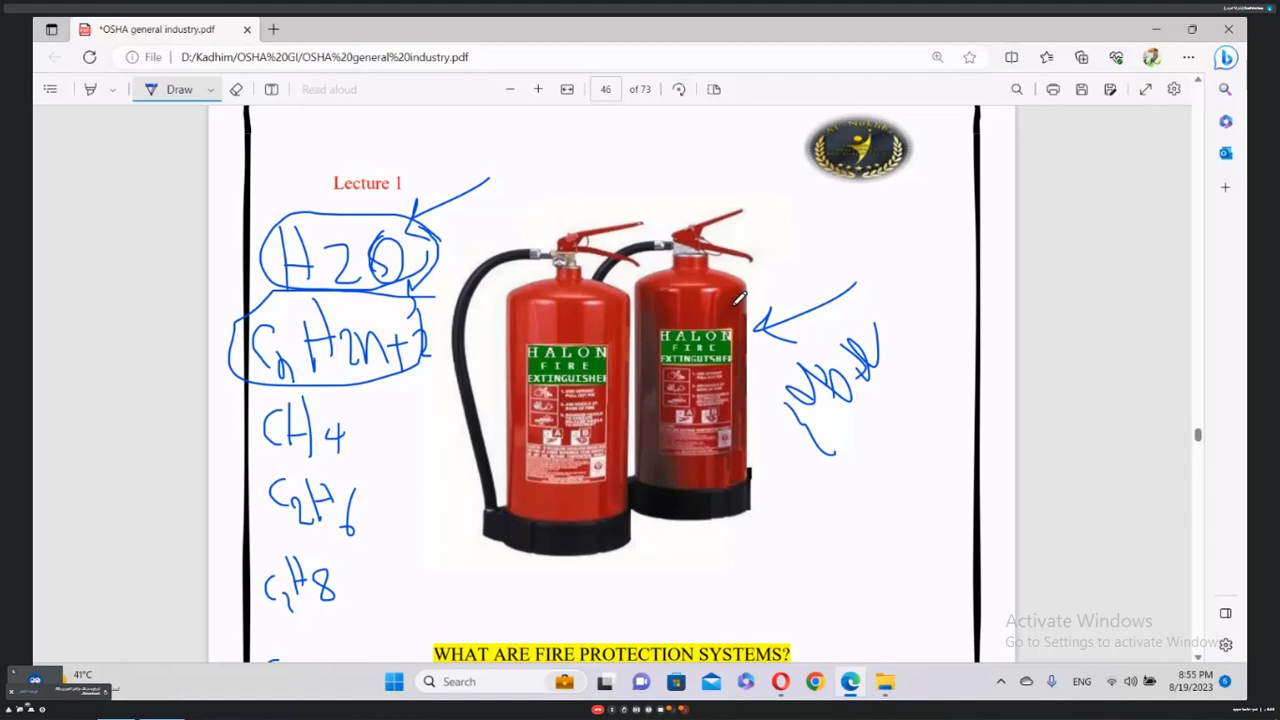 *OSHA general industry.pdf
File D:/Kadhim/OSHA%20GI/OSHA%20general%20industry.pdf
Draw Read aloud 46 of 73
Lecture 1
H2O
CnH2n+2
CH4
C2H6
C3H8
HALON
FIRE
EXTINGUISHER
HALON
FIRE
EXTINGUISHER
A B
A B
WHAT ARE FIRE PROTECTION SYSTEMS?
Activate Windows
Go to Settings to activate Windows.
41°C
Search
ENG
8:55 PM
8/19/2023